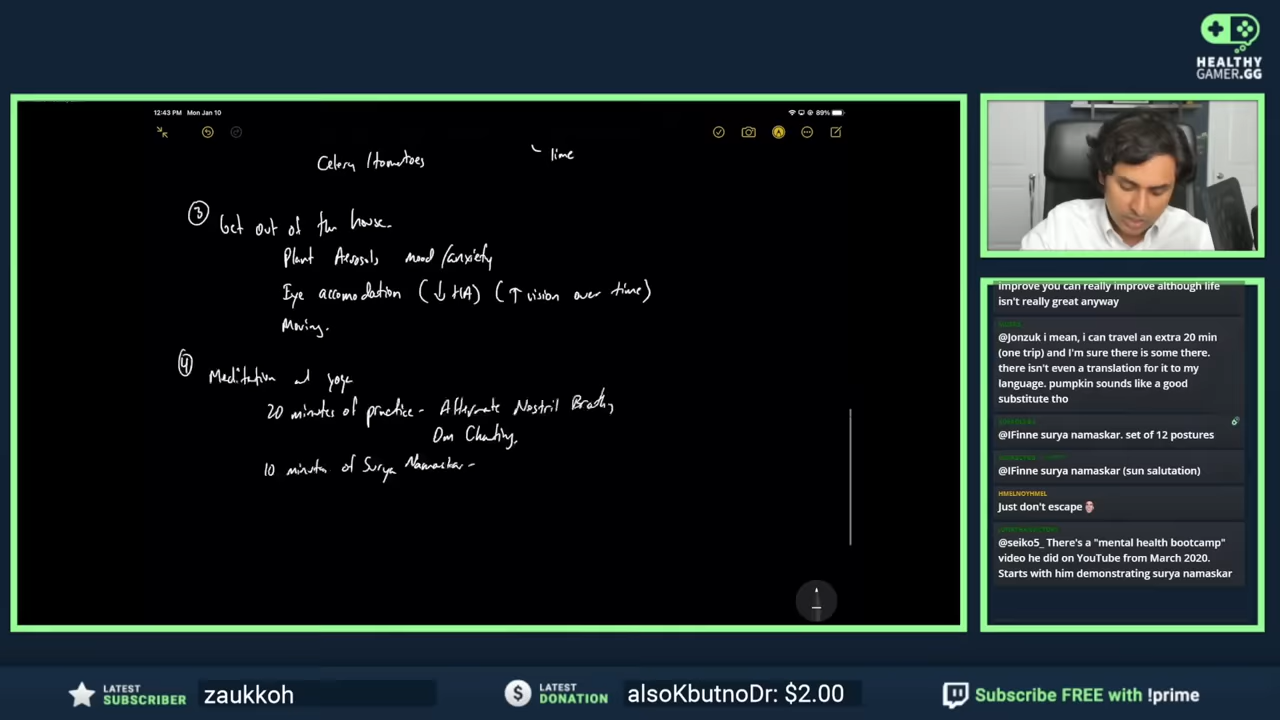 HEALTHY
GAMER.GG
12:43 PM Mon Jan 10
89%
Celery / tomatoes
lime
③ Get out of the house.
Plant Aerosols mood / anxiety
Eye accomodation (↓ HA) (↑ vision over time)
Moving.
④ Meditation and yoga
20 minutes of practice - Alternate Nostril Breath,
Om Chanting.
10 minutes of Surya Namaskar -
improve you can really improve although life
isn't really great anyway
@Jonzuk i mean, i can travel an extra 20 min
(one trip) and I'm sure there is some there.
there isn't even a translation for it to my
language. pumpkin sounds like a good
substitute tho
@IFinne surya namaskar. set of 12 postures
@IFinne surya namaskar (sun salutation)
HMELNOYHMEL
Just don't escape
@seiko5_ There's a "mental health bootcamp"
video he did on YouTube from March 2020.
Starts with him demonstrating surya namaskar
LATEST
SUBSCRIBER
zaukkoh
$
LATEST
DONATION
alsoKbutnoDr: $2.00
Subscribe FREE with !prime